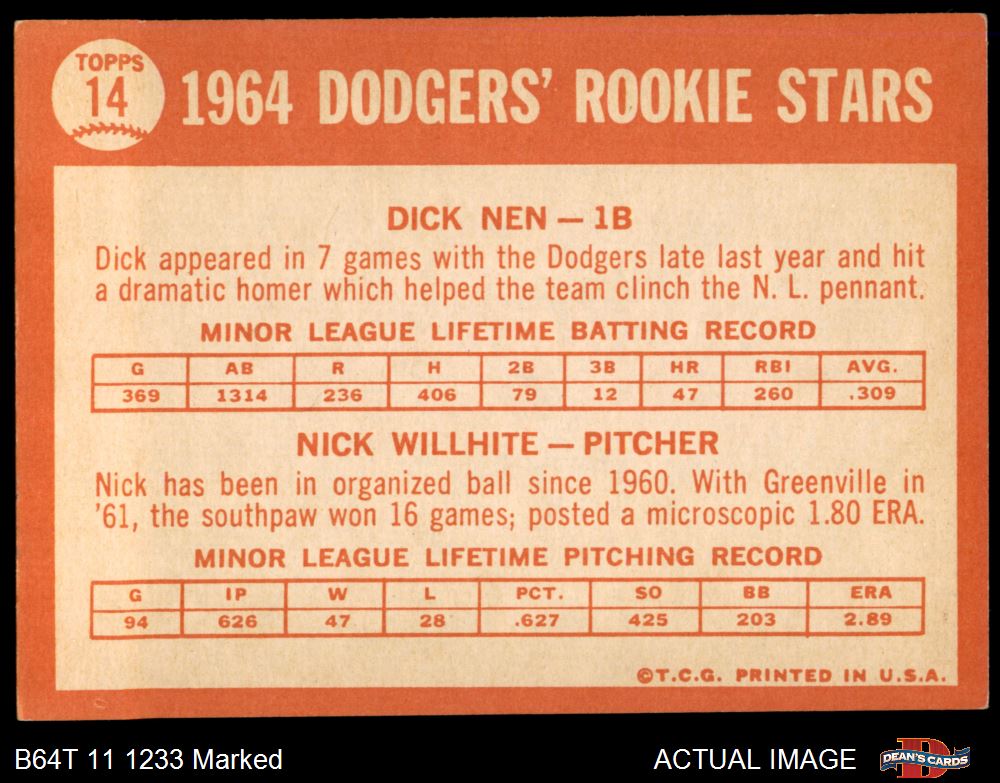 TOPPS
14
1964 DODGERS' ROOKIE STARS
DICK NEN — 1B
Dick appeared in 7 games with the Dodgers late last year and hit
a dramatic homer which helped the team clinch the N. L. pennant.
MINOR LEAGUE LIFETIME BATTING RECORD
G AB R H 2B 3B HR RBI AVG.
369 1314 236 406 79 12 47 260 .309
NICK WILLHITE — PITCHER
Nick has been in organized ball since 1960. With Greenville in
'61, the southpaw won 16 games; posted a microscopic 1.80 ERA.
MINOR LEAGUE LIFETIME PITCHING RECORD
G IP W L PCT. SO BB ERA
94 626 47 28 .627 425 203 2.89
©T.C.G. PRINTED IN U.S.A.
B64T 11 1233 Marked
ACTUAL IMAGE
D
DEAN'S CARDS